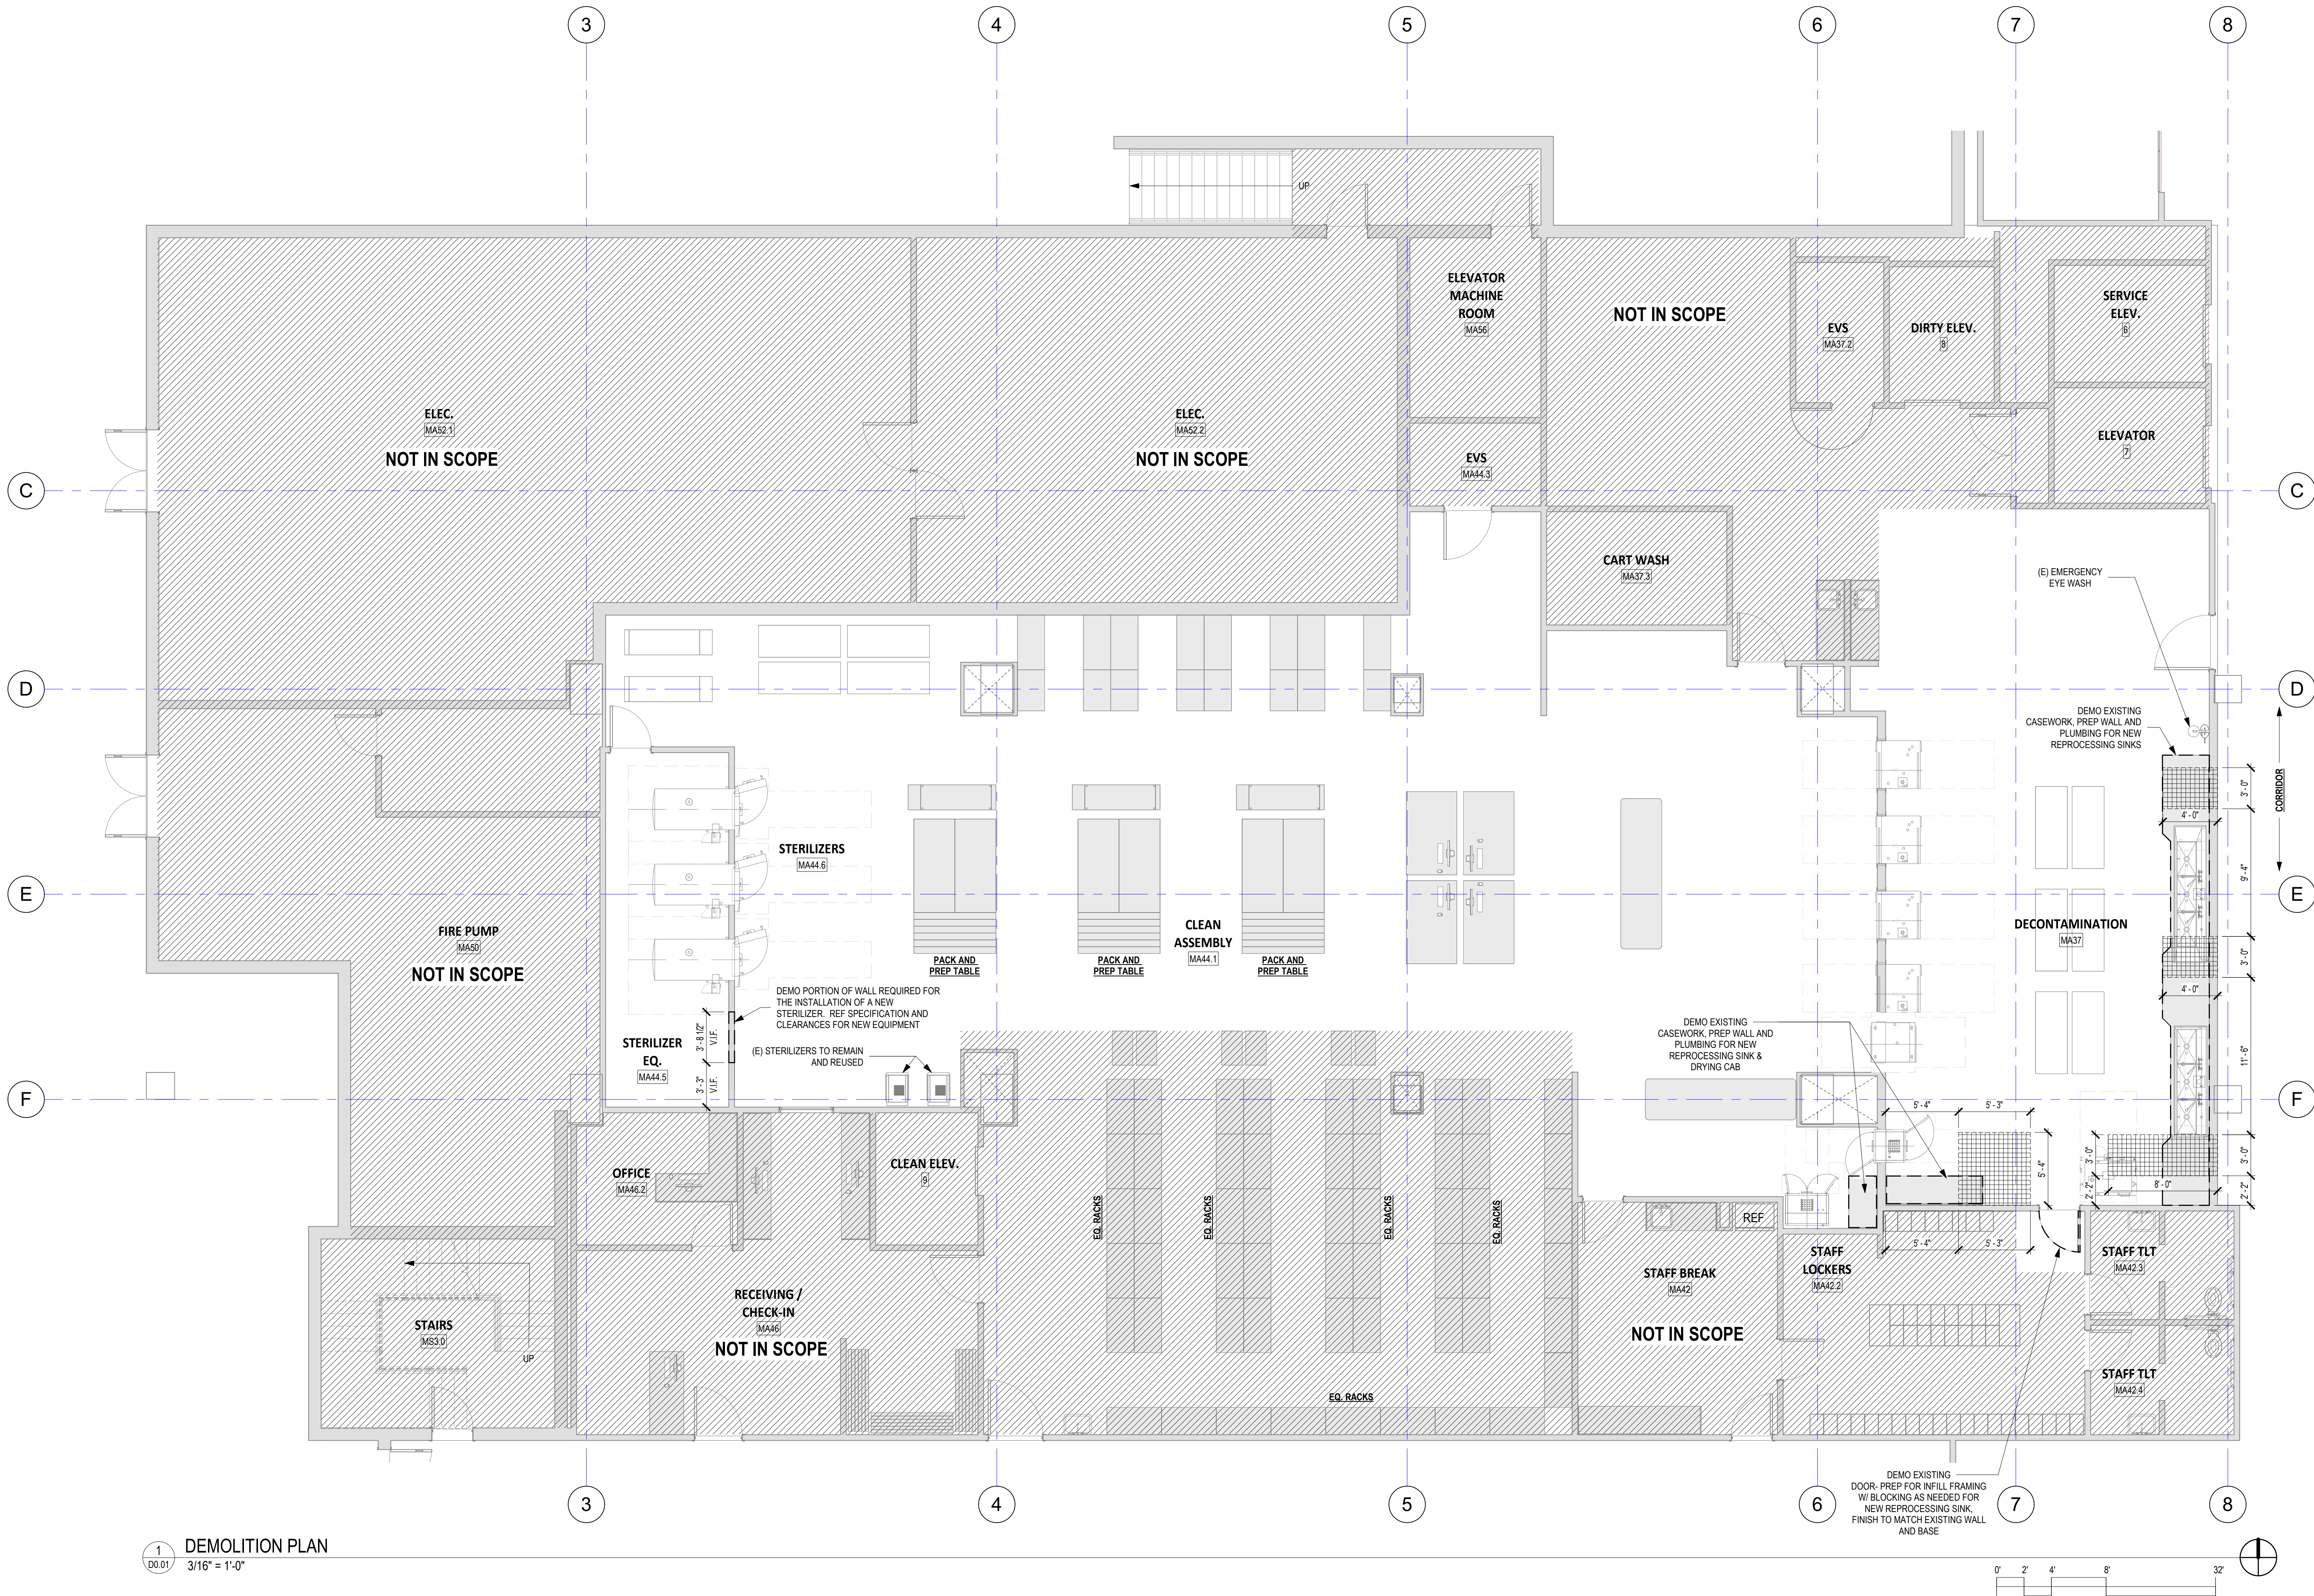 3
4
5
6
7
8
UP
ELEVATOR
MACHINE
ROOM
MA56
NOT IN SCOPE
EVS
MA37.2
DIRTY ELEV.
8
SERVICE
ELEV.
6
ELEC.
MA52.1
NOT IN SCOPE
ELEC.
MA52.2
NOT IN SCOPE
EVS
MA44.3
ELEVATOR
7
C
C
CART WASH
MA37.3
(E) EMERGENCY
EYE WASH
D
D
DEMO EXISTING
CASEWORK, PREP WALL AND
PLUMBING FOR NEW
REPROCESSING SINKS
CORRIDOR
3' - 0"
4' - 0"
9' - 4"
3' - 0"
4' - 0"
11' - 6"
3' - 0"
2' - 2"
STERILIZERS
MA44.6
E
E
CLEAN
ASSEMBLY
MA44.1
DECONTAMINATION
MA37
FIRE PUMP
MA50
NOT IN SCOPE
PACK AND
PREP TABLE
PACK AND
PREP TABLE
PACK AND
PREP TABLE
DEMO PORTION OF WALL REQUIRED FOR
THE INSTALLATION OF A NEW
STERILIZER. REF SPECIFICATION AND
CLEARANCES FOR NEW EQUIPMENT
3' - 8 1/2"
V.I.F.
3' - 3"
V.I.F.
STERILIZER
EQ.
MA44.5
(E) STERILIZERS TO REMAIN
AND REUSED
DEMO EXISTING
CASEWORK, PREP WALL AND
PLUMBING FOR NEW
REPROCESSING SINK &
DRYING CAB
F
F
5' - 4"
5' - 3"
5' - 4"
3' - 0"
2' - 2"
8' - 0"
OFFICE
MA46.2
CLEAN ELEV.
9
EQ. RACKS
EQ. RACKS
EQ. RACKS
EQ. RACKS
REF
5' - 4"
5' - 3"
STAFF
LOCKERS
MA42.2
STAFF TLT
MA42.3
STAFF BREAK
MA42
NOT IN SCOPE
RECEIVING /
CHECK-IN
MA46
NOT IN SCOPE
STAIRS
MS3.0
UP
STAFF TLT
MA42.4
EQ. RACKS
DEMO EXISTING
DOOR- PREP FOR INFILL FRAMING
W/ BLOCKING AS NEEDED FOR
NEW REPROCESSING SINK,
FINISH TO MATCH EXISTING WALL
AND BASE
3
4
5
6
7
8
1
D0.01
DEMOLITION PLAN
3/16" = 1'-0"
0'
2'
4'
8'
32'